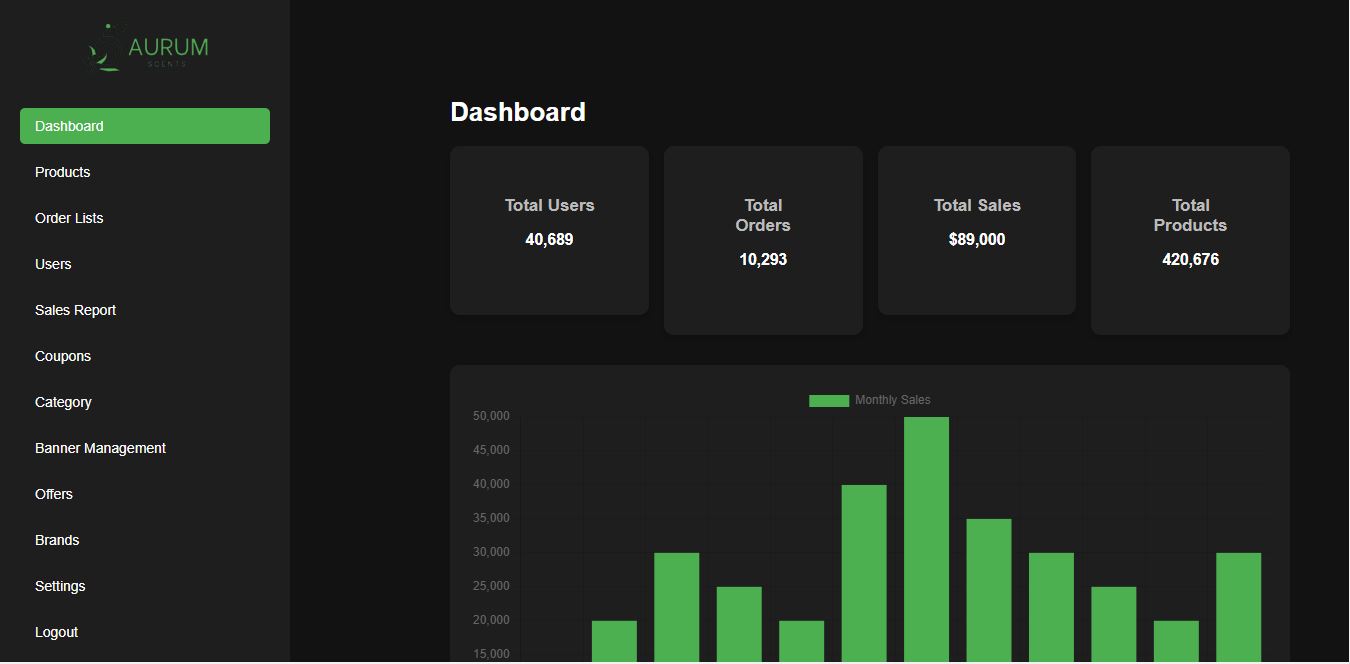 AURUM
SCENTS
Dashboard
Products
Order Lists
Users
Sales Report
Coupons
Category
Banner Management
Offers
Brands
Settings
Logout
Dashboard
Total Users
40,689
Total
Orders
10,293
Total Sales
$89,000
Total
Products
420,676
Monthly Sales
50,000
45,000
40,000
35,000
30,000
25,000
20,000
15,000